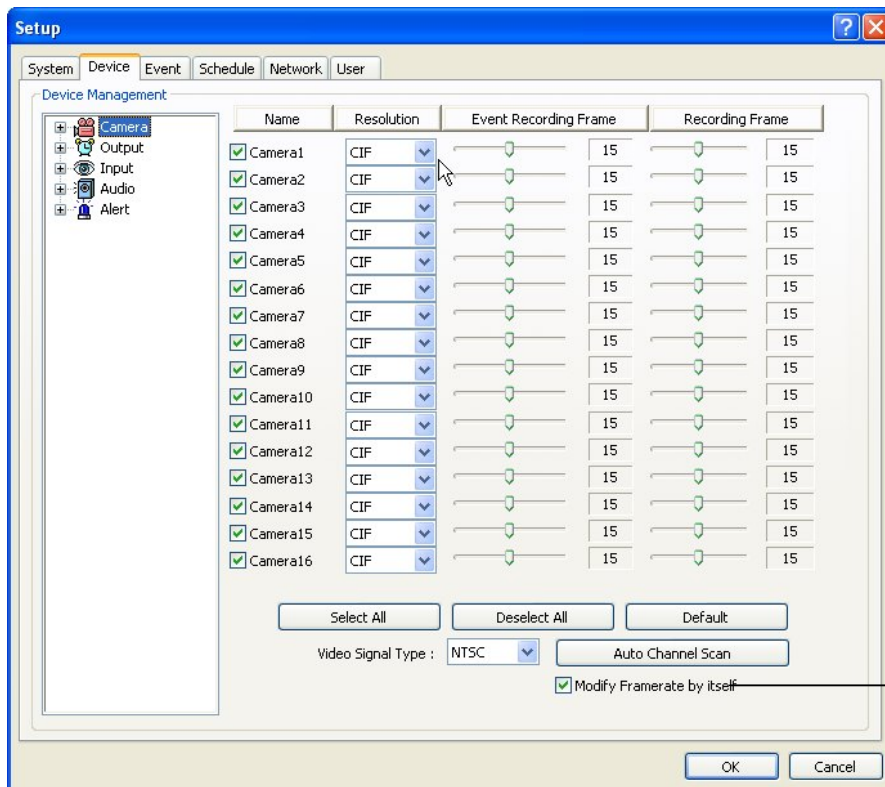 Setup
System Device Event Schedule Network User
Device Management
Camera
Output
Input
Audio
Alert
Name Resolution Event Recording Frame Recording Frame
Camera1 CIF 15 15
Camera2 CIF 15 15
Camera3 CIF 15 15
Camera4 CIF 15 15
Camera5 CIF 15 15
Camera6 CIF 15 15
Camera7 CIF 15 15
Camera8 CIF 15 15
Camera9 CIF 15 15
Camera10 CIF 15 15
Camera11 CIF 15 15
Camera12 CIF 15 15
Camera13 CIF 15 15
Camera14 CIF 15 15
Camera15 CIF 15 15
Camera16 CIF 15 15
Select All Deselect All Default
Video Signal Type : NTSC Auto Channel Scan
Modify Framerate by itself
OK Cancel